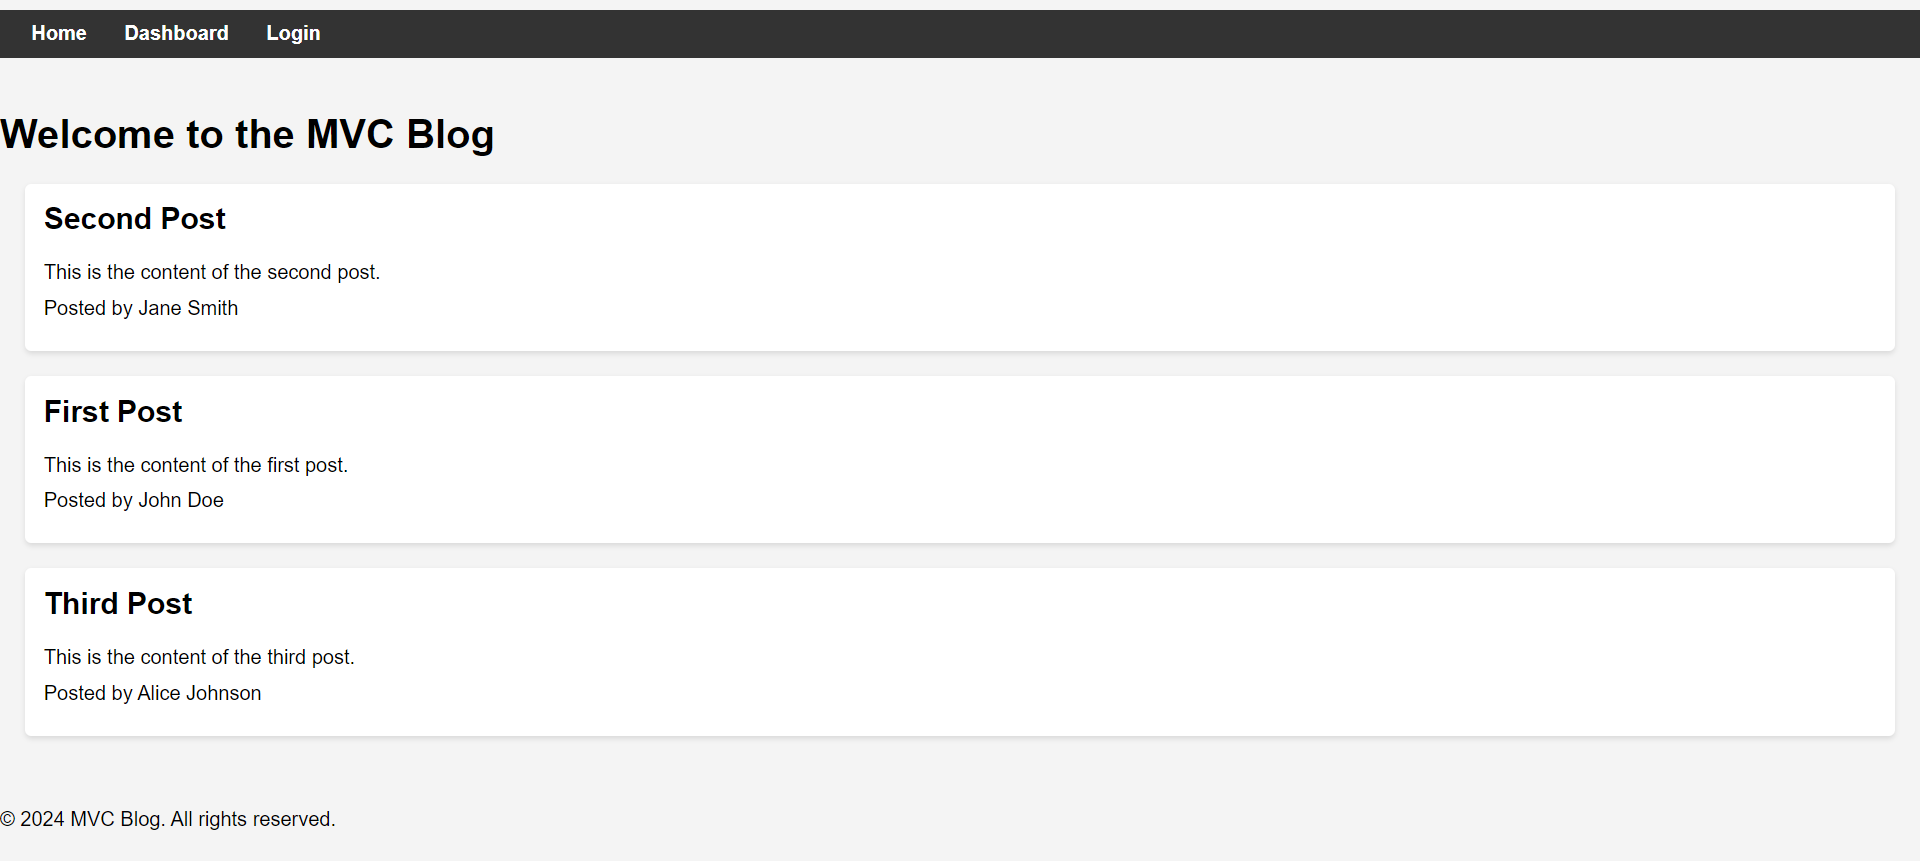 Home Dashboard Login
Welcome to the MVC Blog
Second Post
This is the content of the second post.
Posted by Jane Smith
First Post
This is the content of the first post.
Posted by John Doe
Third Post
This is the content of the third post.
Posted by Alice Johnson
© 2024 MVC Blog. All rights reserved.